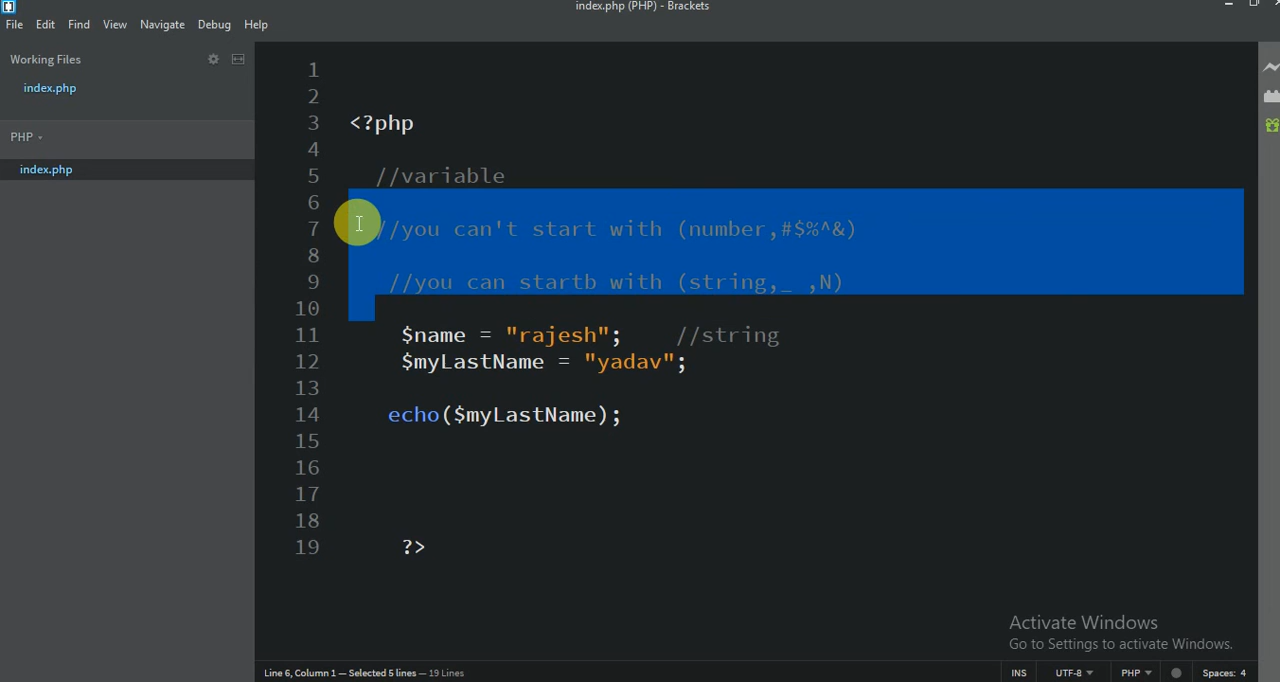 index.php (PHP) - Brackets
File Edit Find View Navigate Debug Help
Working Files
index.php
PHP
index.php
1
2
3 <?php
4
5 //variable
6
7 //you can't start with (number,#$%^&)
8
9 //you can startb with (string,_ ,N)
10
11 $name = "rajesh"; //string
12 $myLastName = "yadav";
13
14 echo($myLastName);
15
16
17
18
19 ?>
Activate Windows
Go to Settings to activate Windows.
Line 6, Column 1 — Selected 5 lines — 19 Lines
INS UTF-8 PHP Spaces: 4